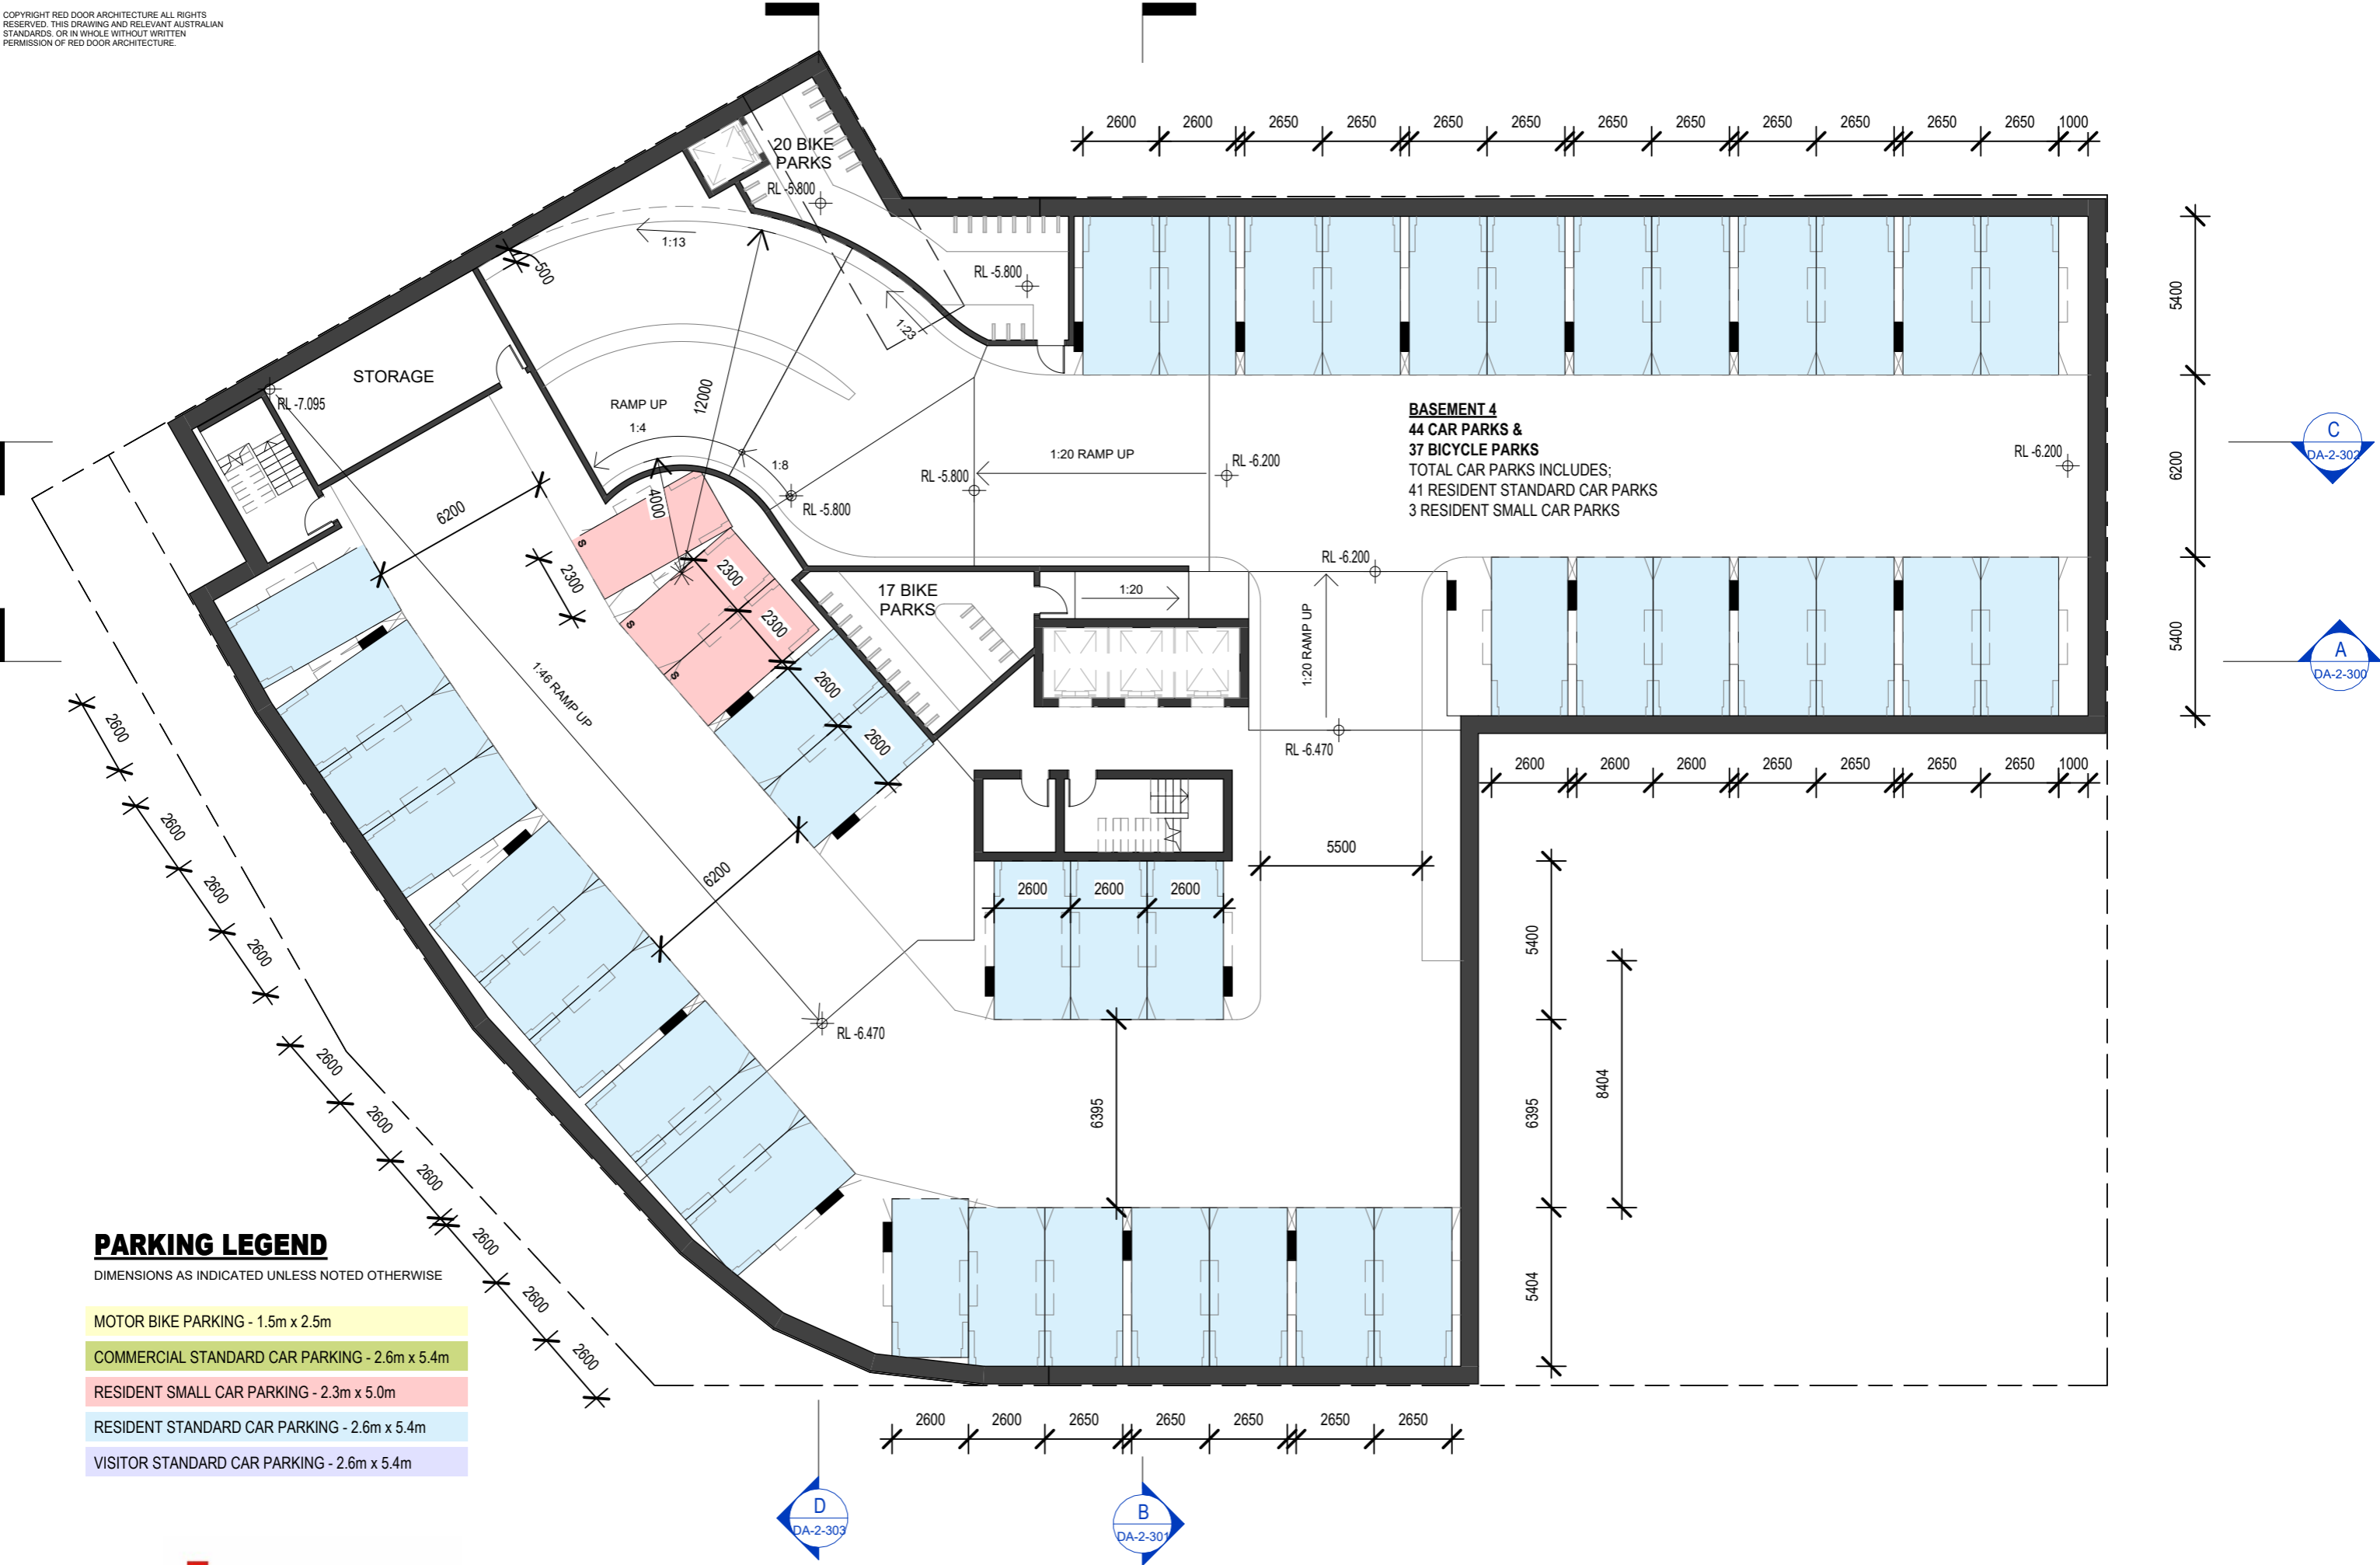 COPYRIGHT RED DOOR ARCHITECTURE ALL RIGHTS
RESERVED. THIS DRAWING AND RELEVANT AUSTRALIAN
STANDARDS. OR IN WHOLE WITHOUT WRITTEN
PERMISSION OF RED DOOR ARCHITECTURE.
2600 2600 2650 2650 2650 2650 2650 2650 2650 2650 2650 2650 1000
20 BIKE
PARKS
RL -5.800
1:13
500
RL -5.800
1:23
5400
STORAGE
RL -7.095
RAMP UP
12000
1:4
1:8
4000
RL -5.800
RL -5.800
1:20 RAMP UP
RL -6.200
BASEMENT 4
44 CAR PARKS &
37 BICYCLE PARKS
TOTAL CAR PARKS INCLUDES;
41 RESIDENT STANDARD CAR PARKS
3 RESIDENT SMALL CAR PARKS
RL -6.200
6200
C
DA-2-302
6200
S
2300
2300
2300
S
S
17 BIKE
PARKS
1:20
RL -6.200
1:20 RAMP UP
5400
A
DA-2-300
1:46 RAMP UP
2600
2600
RL -6.470
2600 2600 2600 2650 2650 2650 2650 1000
2600
2600
2600
2600
6200
5500
2600 2600 2600
5400
8404
RL -6.470
6395
6395
2600
2600
2600
2600
2600
2600
5404
PARKING LEGEND
DIMENSIONS AS INDICATED UNLESS NOTED OTHERWISE
MOTOR BIKE PARKING - 1.5m x 2.5m
COMMERCIAL STANDARD CAR PARKING - 2.6m x 5.4m
RESIDENT SMALL CAR PARKING - 2.3m x 5.0m
RESIDENT STANDARD CAR PARKING - 2.6m x 5.4m
VISITOR STANDARD CAR PARKING - 2.6m x 5.4m
2600 2600 2650 2650 2650 2650 2650
D
DA-2-303
B
DA-2-301